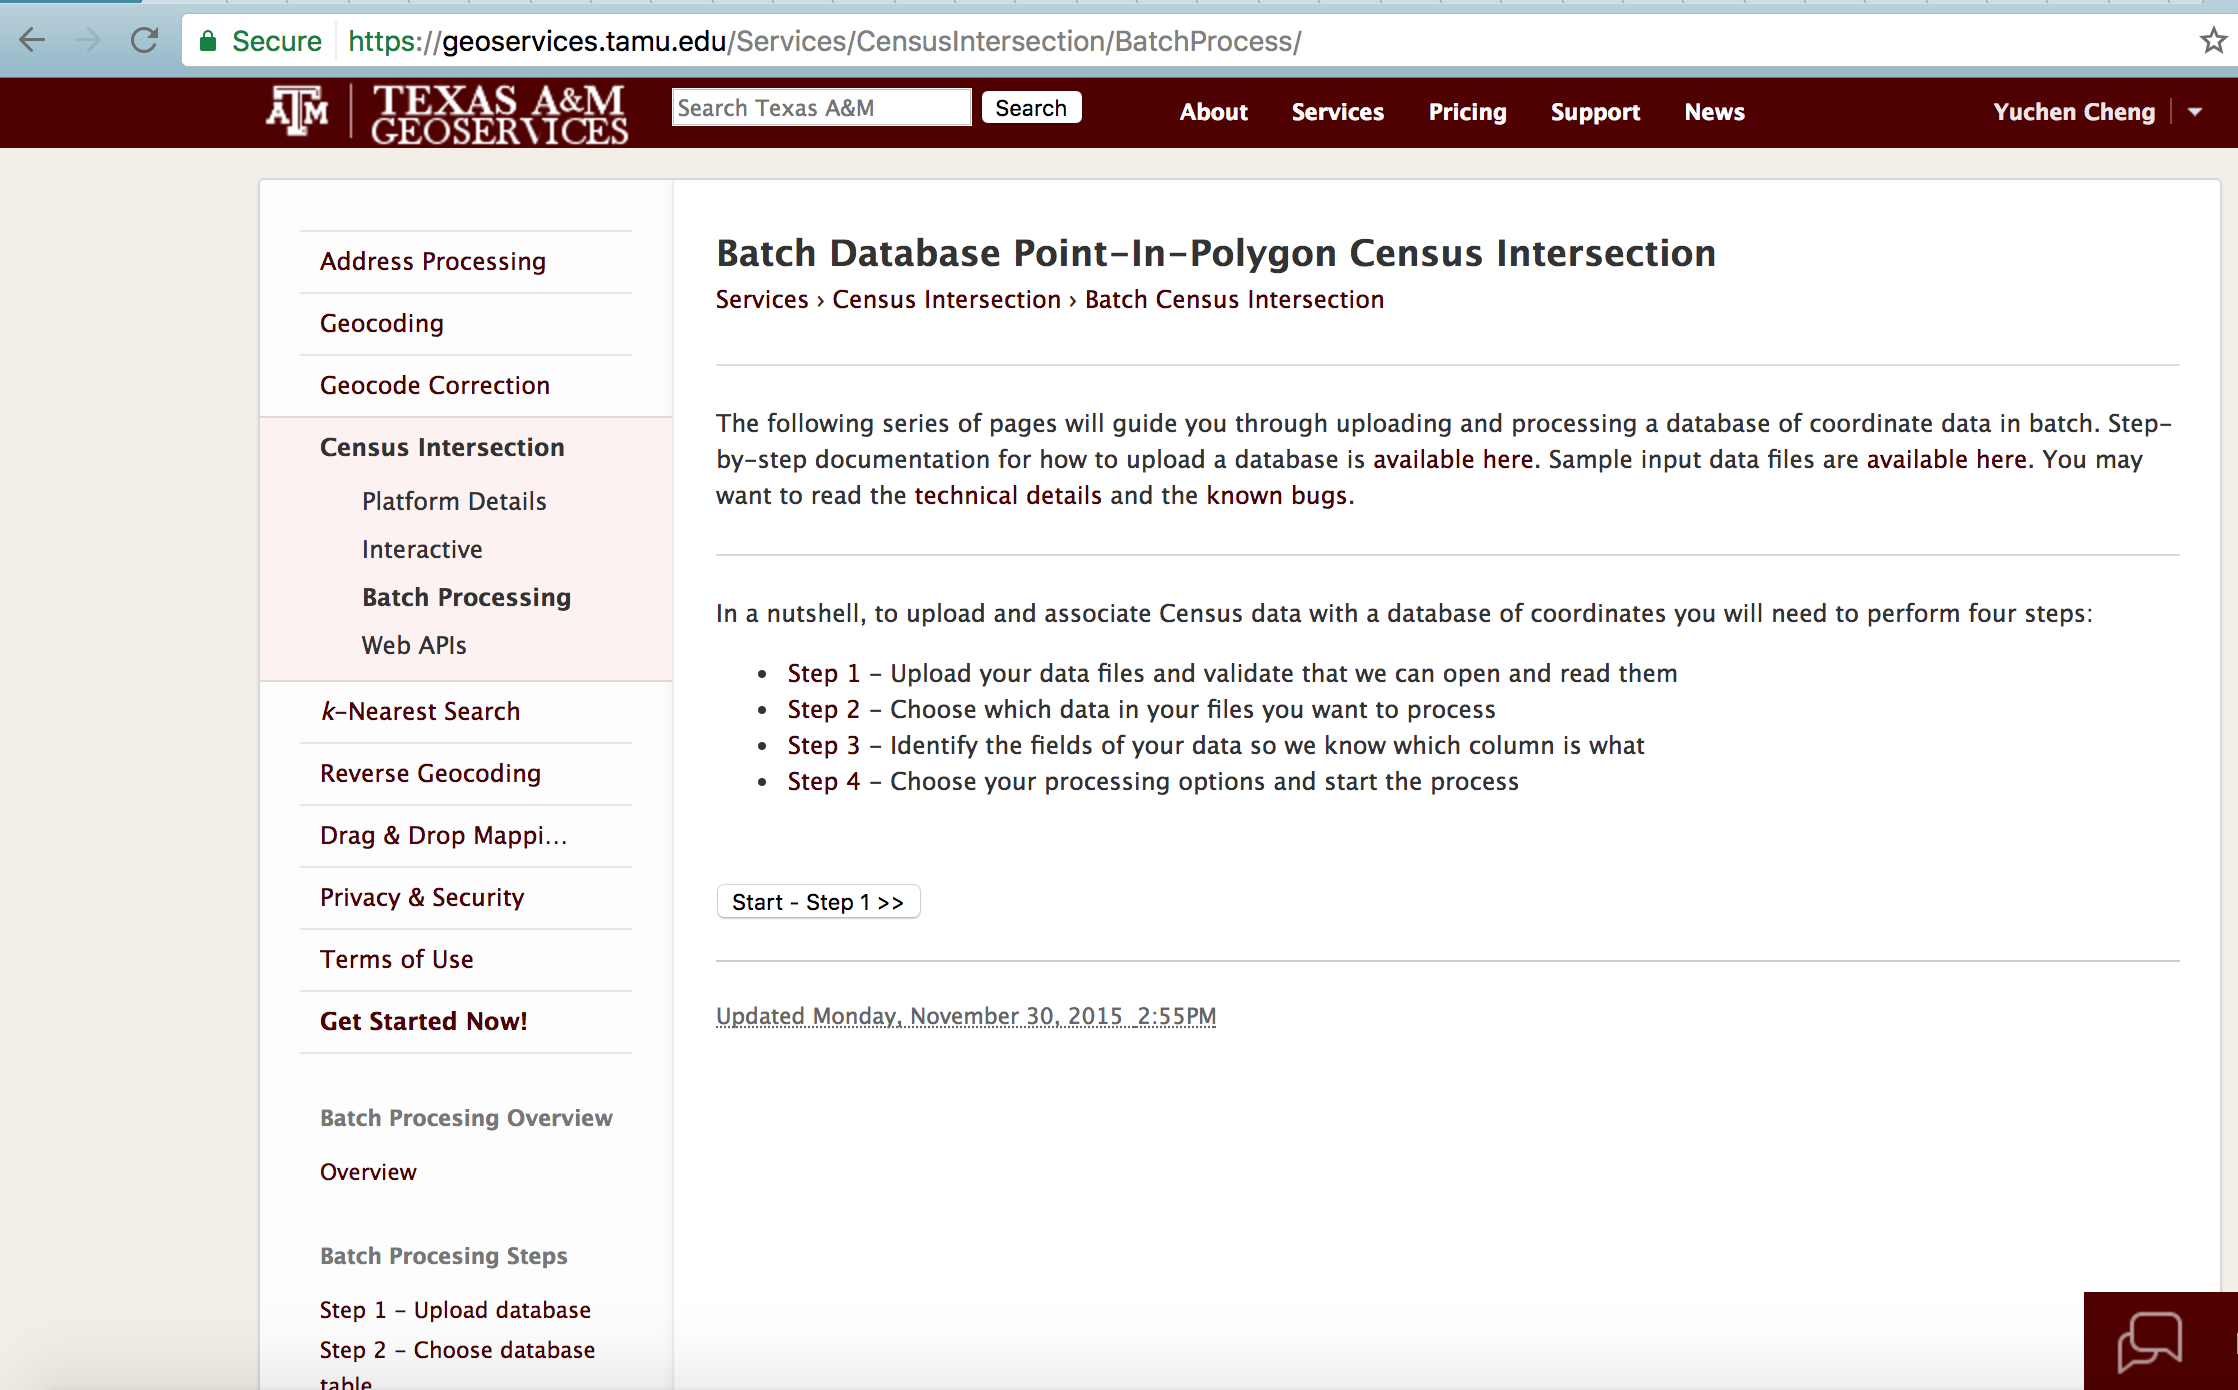 Secure https://geoservices.tamu.edu/Services/CensusIntersection/BatchProcess/
ATM TEXAS A&M
GEOSERVICES
Search Texas A&M Search About Services Pricing Support News Yuchen Cheng
Address Processing
Geocoding
Geocode Correction
Census Intersection
Platform Details
Interactive
Batch Processing
Web APIs
k-Nearest Search
Reverse Geocoding
Drag & Drop Mappi...
Privacy & Security
Terms of Use
Get Started Now!
Batch Procesing Overview
Overview
Batch Procesing Steps
Step 1 – Upload database
Step 2 – Choose database
table
Batch Database Point-In-Polygon Census Intersection
Services › Census Intersection › Batch Census Intersection
The following series of pages will guide you through uploading and processing a database of coordinate data in batch. Step-
by-step documentation for how to upload a database is available here. Sample input data files are available here. You may
want to read the technical details and the known bugs.
In a nutshell, to upload and associate Census data with a database of coordinates you will need to perform four steps:
• Step 1 – Upload your data files and validate that we can open and read them
• Step 2 – Choose which data in your files you want to process
• Step 3 – Identify the fields of your data so we know which column is what
• Step 4 – Choose your processing options and start the process
Start - Step 1 >>
Updated Monday, November 30, 2015 2:55PM